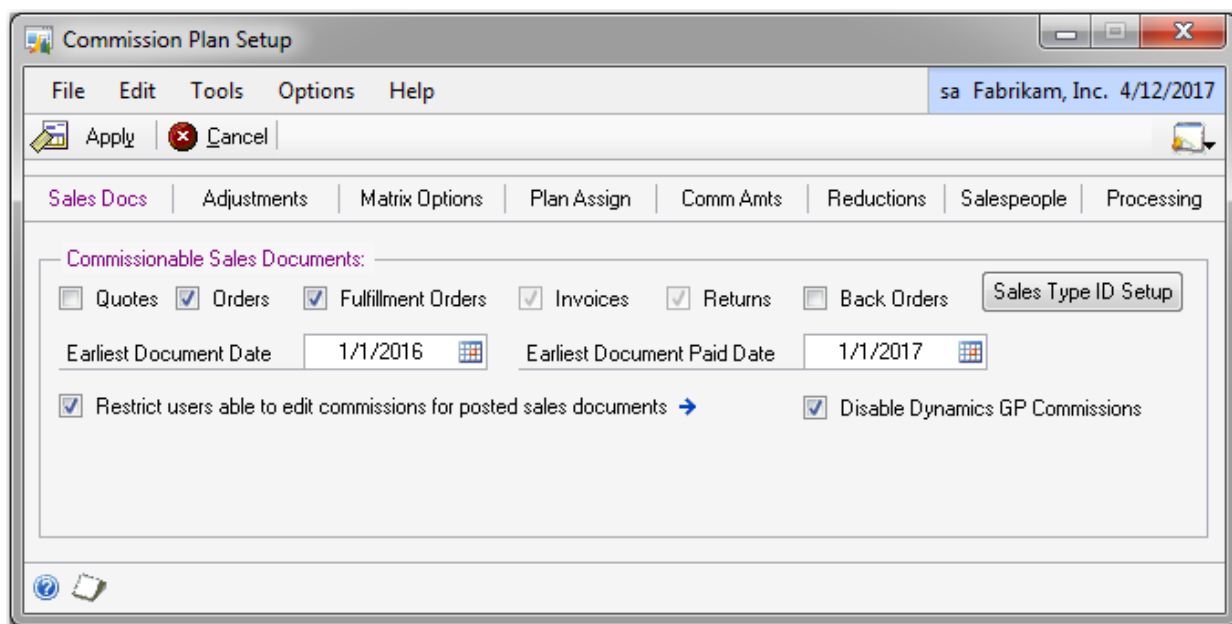 Commission Plan Setup
File Edit Tools Options Help sa Fabrikam, Inc. 4/12/2017
Apply Cancel
Sales Docs Adjustments Matrix Options Plan Assign Comm Amts Reductions Salespeople Processing
Commissionable Sales Documents:
Quotes Orders Fulfillment Orders Invoices Returns Back Orders Sales Type ID Setup
Earliest Document Date 1/1/2016 Earliest Document Paid Date 1/1/2017
Restrict users able to edit commissions for posted sales documents Disable Dynamics GP Commissions